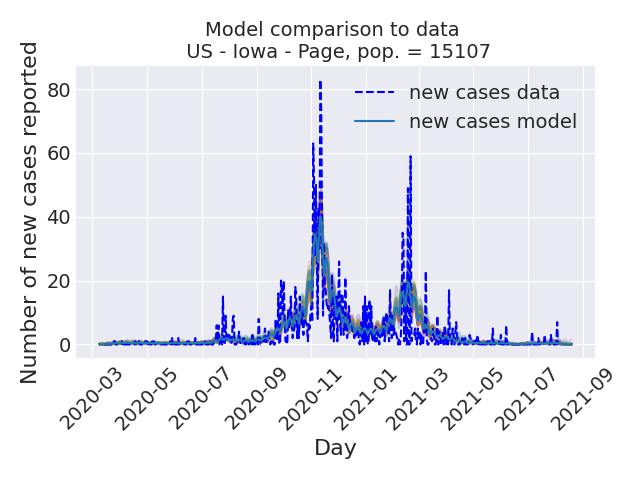 Model comparison to data
US - Iowa - Page, pop. = 15107
Number of new cases reported
80
60
40
20
0
new cases data
new cases model
2020-03
2020-05
2020-07
2020-09
2020-11
2021-01
2021-03
2021-05
2021-07
2021-09
Day